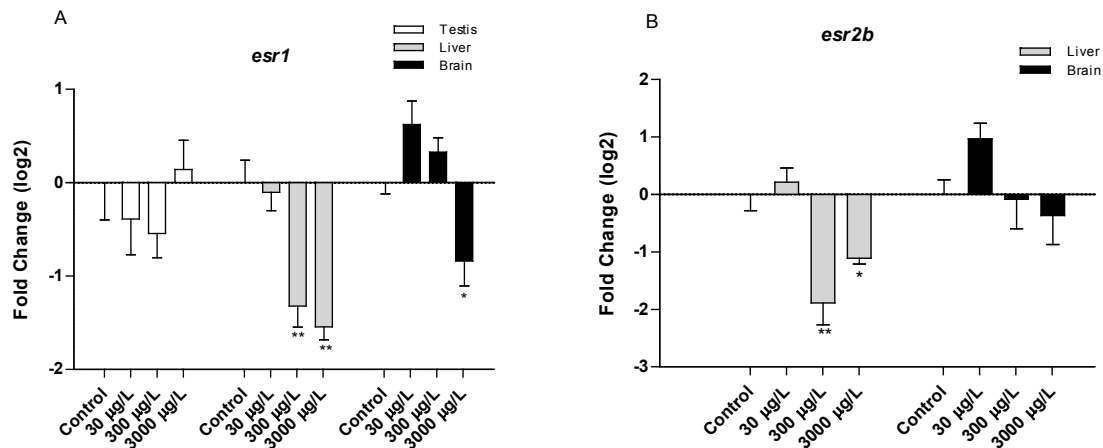 A
esr1
Testis
Liver
Brain
Fold Change (log2)
1
0
-1
-2
**
**
*
Control
30 µg/L
300 µg/L
3000 µg/L
Control
30 µg/L
300 µg/L
3000 µg/L
Control
30 µg/L
300 µg/L
3000 µg/L
B
esr2b
Liver
Brain
Fold Change (log2)
2
1
0
-1
-2
-3
**
*
Control
30 µg/L
300 µg/L
3000 µg/L
Control
30 µg/L
300 µg/L
3000 µg/L